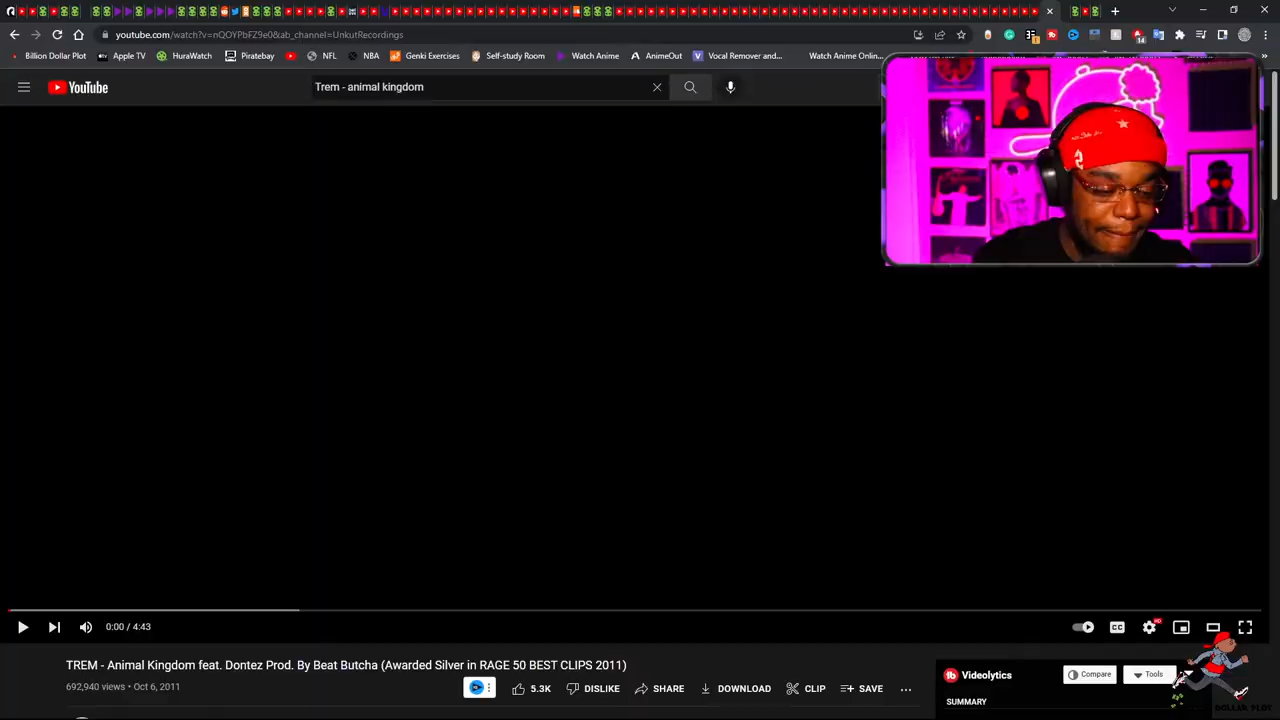 youtube.com/watch?v=nQOYPbFZ9e0&ab_channel=UnkutRecordings
Billion Dollar Plot Apple TV HuraWatch Piratebay NFL NBA Genki Exercises Self-study Room Watch Anime AnimeOut Vocal Remover and... Watch Anime Onlin...
YouTube Trem - animal kingdom
0:00 / 4:43
TREM - Animal Kingdom feat. Dontez Prod. By Beat Butcha (Awarded Silver in RAGE 50 BEST CLIPS 2011)
692,940 views • Oct 6, 2011
5.3K DISLIKE SHARE DOWNLOAD CLIP SAVE ...
Videolytics Compare Tools
SUMMARY